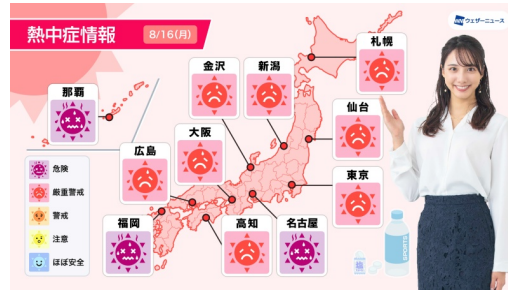 熱中症情報
8/16(月)
ウェザーニュース
札幌
金沢
新潟
那覇
仙台
大阪
広島
東京
危険
厳重警戒
警戒
注意
ほぼ安全
福岡
高知
名古屋
塩
SPORTS